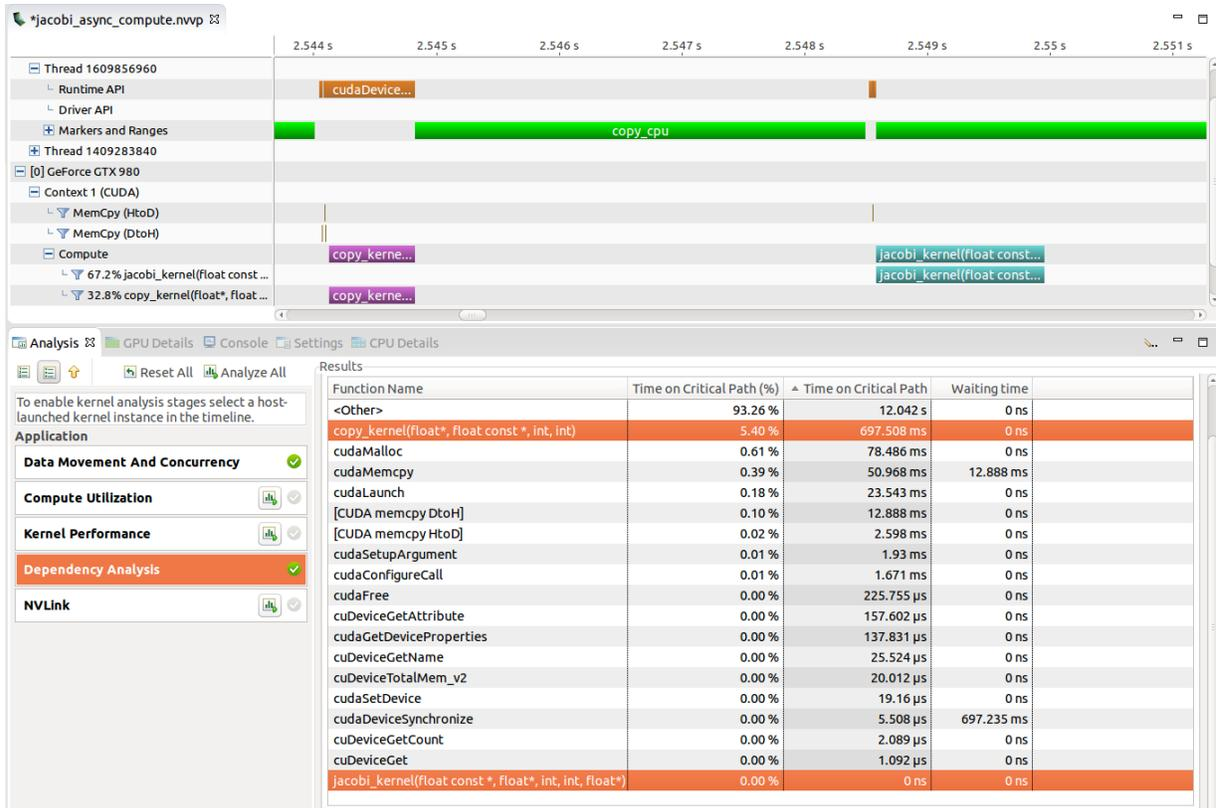 *jacobi_async_compute.nvvp
2.544 s 2.545 s 2.546 s 2.547 s 2.548 s 2.549 s 2.55 s 2.551 s
Thread 1609856960
Runtime API cudaDevice...
Driver API
Markers and Ranges copy_cpu
Thread 1409283840
[0] GeForce GTX 980
Context 1 (CUDA)
MemCpy (HtoD)
MemCpy (DtoH)
Compute copy_kerne... jacobi_kernel(float const...
67.2% jacobi_kernel(float const ... jacobi_kernel(float const...
32.8% copy_kernel(float*, float ... copy_kerne...
Analysis GPU Details Console Settings CPU Details
Reset All Analyze All
To enable kernel analysis stages select a host-
launched kernel instance in the timeline.
Application
Data Movement And Concurrency
Compute Utilization
Kernel Performance
Dependency Analysis
NVLink
Results
Function Name Time on Critical Path (%) Time on Critical Path Waiting time
<Other> 93.26 % 12.042 s 0 ns
copy_kernel(float*, float const *, int, int) 5.40 % 697.508 ms 0 ns
cudaMalloc 0.61 % 78.486 ms 0 ns
cudaMemcpy 0.39 % 50.968 ms 12.888 ms
cudaLaunch 0.18 % 23.543 ms 0 ns
[CUDA memcpy DtoH] 0.10 % 12.888 ms 0 ns
[CUDA memcpy HtoD] 0.02 % 2.598 ms 0 ns
cudaSetupArgument 0.01 % 1.93 ms 0 ns
cudaConfigureCall 0.01 % 1.671 ms 0 ns
cudaFree 0.00 % 225.755 µs 0 ns
cuDeviceGetAttribute 0.00 % 157.602 µs 0 ns
cudaGetDeviceProperties 0.00 % 137.831 µs 0 ns
cuDeviceGetName 0.00 % 25.524 µs 0 ns
cuDeviceTotalMem_v2 0.00 % 20.012 µs 0 ns
cudaSetDevice 0.00 % 19.16 µs 0 ns
cudaDeviceSynchronize 0.00 % 5.508 µs 697.235 ms
cuDeviceGetCount 0.00 % 2.089 µs 0 ns
cuDeviceGet 0.00 % 1.092 µs 0 ns
jacobi_kernel(float const *, float*, int, int, float*) 0.00 % 0 ns 0 ns